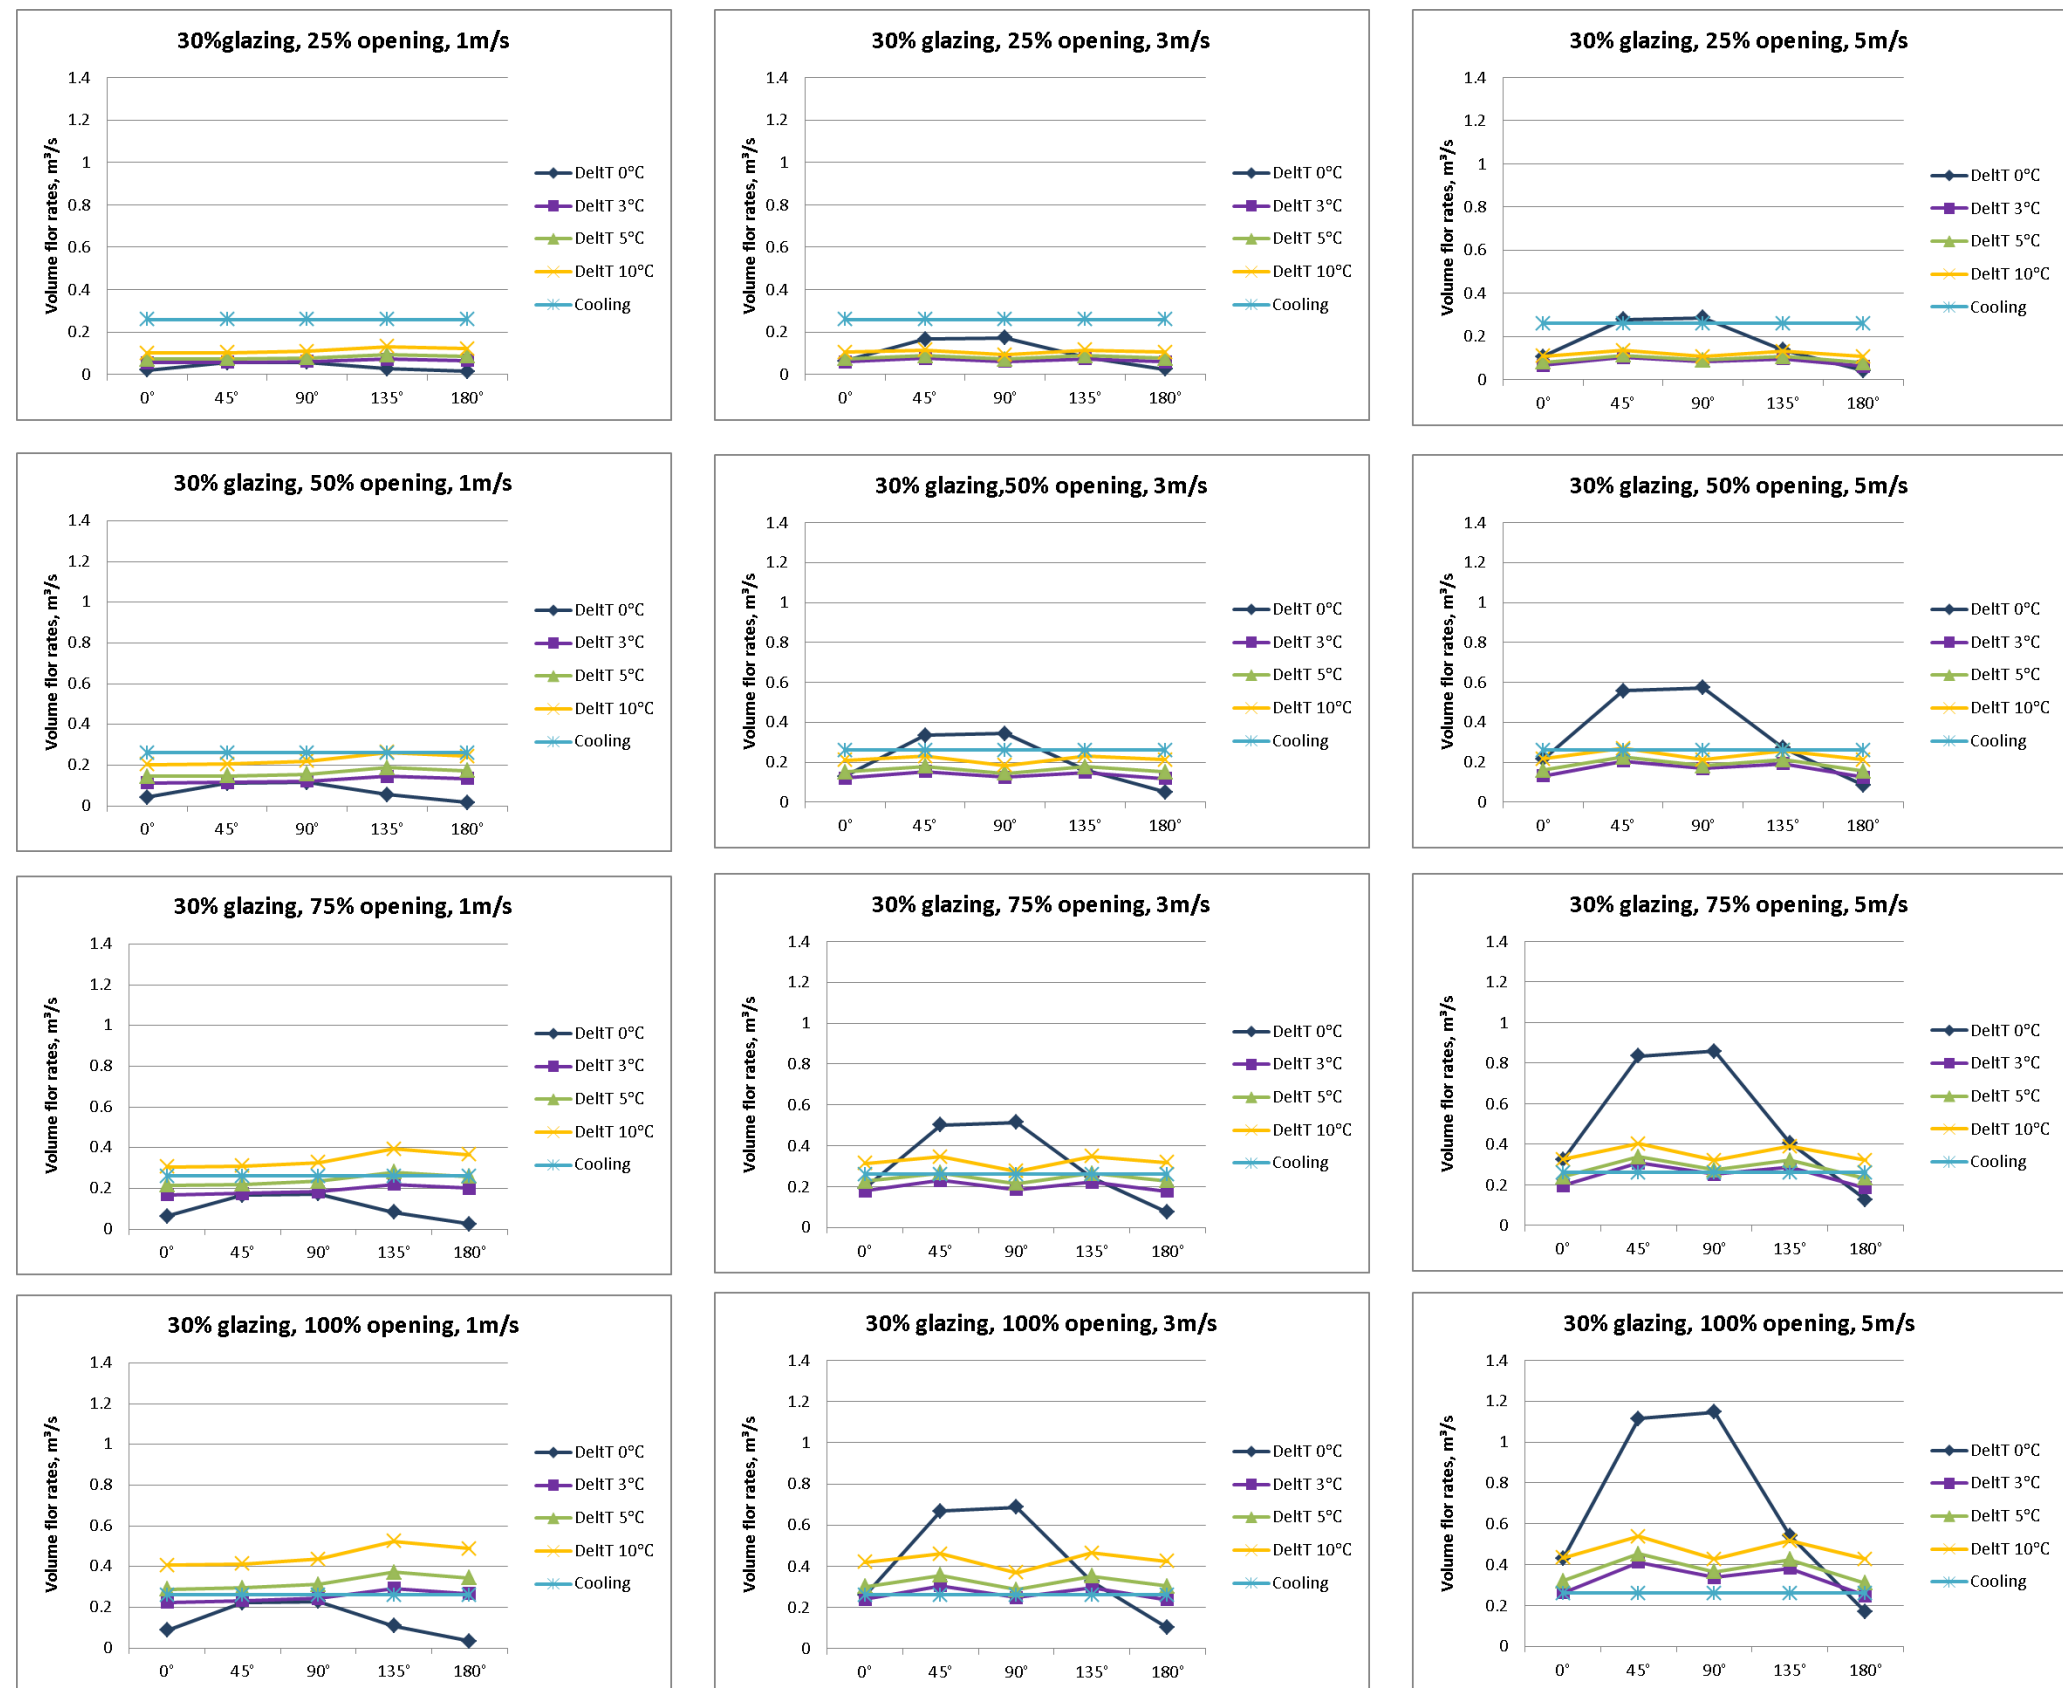 30%glazing, 25% opening, 1m/s
Volume flor rates, m³/s
1.4
1.2
1
0.8
0.6
0.4
0.2
0
0° 45° 90° 135° 180°
DeltT 0°C
DeltT 3°C
DeltT 5°C
DeltT 10°C
Cooling
30% glazing, 25% opening, 3m/s
Volume flor rates, m³/s
1.4
1.2
1
0.8
0.6
0.4
0.2
0
0° 45° 90° 135° 180°
DeltT 0°C
DeltT 3°C
DeltT 5°C
DeltT 10°C
Cooling
30% glazing, 25% opening, 5m/s
Volume flor rates, m³/s
1.4
1.2
1
0.8
0.6
0.4
0.2
0
0° 45° 90° 135° 180°
DeltT 0°C
DeltT 3°C
DeltT 5°C
DeltT 10°C
Cooling
30% glazing, 50% opening, 1m/s
Volume flor rates, m³/s
1.4
1.2
1
0.8
0.6
0.4
0.2
0
0° 45° 90° 135° 180°
DeltT 0°C
DeltT 3°C
DeltT 5°C
DeltT 10°C
Cooling
30% glazing,50% opening, 3m/s
Volume flor rates, m³/s
1.4
1.2
1
0.8
0.6
0.4
0.2
0
0° 45° 90° 135° 180°
DeltT 0°C
DeltT 3°C
DeltT 5°C
DeltT 10°C
Cooling
30% glazing, 50% opening, 5m/s
Volume flor rates, m³/s
1.4
1.2
1
0.8
0.6
0.4
0.2
0
0° 45° 90° 135° 180°
DeltT 0°C
DeltT 3°C
DeltT 5°C
DeltT 10°C
Cooling
30% glazing, 75% opening, 1m/s
Volume flor rates, m³/s
1.4
1.2
1
0.8
0.6
0.4
0.2
0
0° 45° 90° 135° 180°
DeltT 0°C
DeltT 3°C
DeltT 5°C
DeltT 10°C
Cooling
30% glazing, 75% opening, 3m/s
Volume flor rates, m³/s
1.4
1.2
1
0.8
0.6
0.4
0.2
0
0° 45° 90° 135° 180°
DeltT 0°C
DeltT 3°C
DeltT 5°C
DeltT 10°C
Cooling
30% glazing, 75% opening, 5m/s
Volume flor rates, m³/s
1.4
1.2
1
0.8
0.6
0.4
0.2
0
0° 45° 90° 135° 180°
DeltT 0°C
DeltT 3°C
DeltT 5°C
DeltT 10°C
Cooling
30% glazing, 100% opening, 1m/s
Volume flor rates, m³/s
1.4
1.2
1
0.8
0.6
0.4
0.2
0
0° 45° 90° 135° 180°
DeltT 0°C
DeltT 3°C
DeltT 5°C
DeltT 10°C
Cooling
30% glazing, 100% opening, 3m/s
Volume flor rates, m³/s
1.4
1.2
1
0.8
0.6
0.4
0.2
0
0° 45° 90° 135° 180°
DeltT 0°C
DeltT 3°C
DeltT 5°C
DeltT 10°C
Cooling
30% glazing, 100% opening, 5m/s
Volume flor rates, m³/s
1.4
1.2
1
0.8
0.6
0.4
0.2
0
0° 45° 90° 135° 180°
DeltT 0°C
DeltT 3°C
DeltT 5°C
DeltT 10°C
Cooling